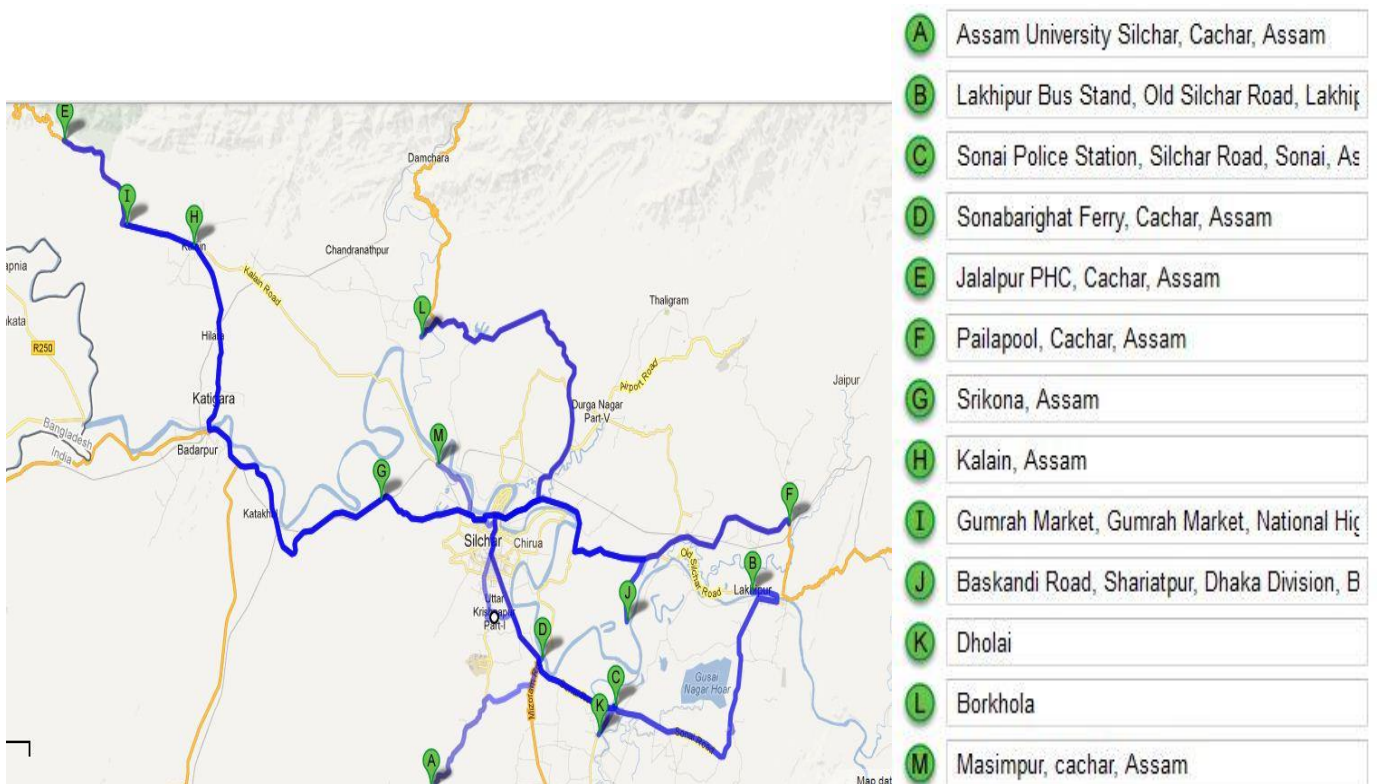 E
I
H
Kalain
Damchara
Chandranathpur
Kalain Road
L
Thaligram
Hilara
R250
Airport Road
Jaipur
Katigara
Durga Nagar
Part-V
Bangladesh
India
Badarpur
M
G
F
Katakhal
Silchar
Chirua
Old Silchar Road
B
Lakhipur
J
Uttar
Krishnapur
Part-I
D
C
K
Gusai
Nagar Hoar
Sonai Road
A
Map dat
A
Assam University Silchar, Cachar, Assam
B
Lakhipur Bus Stand, Old Silchar Road, Lakhip
C
Sonai Police Station, Silchar Road, Sonai, As
D
Sonabarighat Ferry, Cachar, Assam
E
Jalalpur PHC, Cachar, Assam
F
Pailapool, Cachar, Assam
G
Srikona, Assam
H
Kalain, Assam
I
Gumrah Market, Gumrah Market, National Hig
J
Baskandi Road, Shariatpur, Dhaka Division, B
K
Dholai
L
Borkhola
M
Masimpur, cachar, Assam